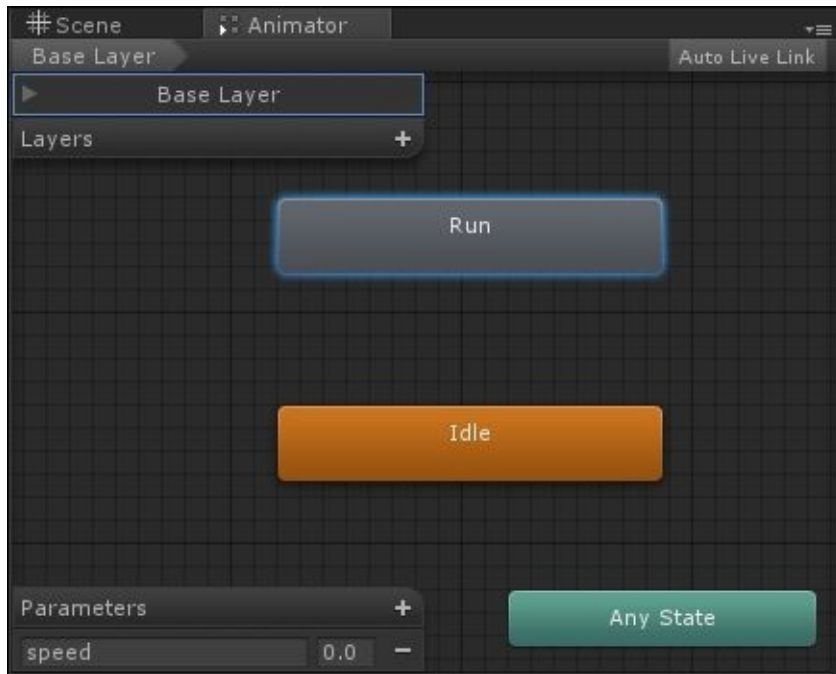 Scene Animator
Base Layer Auto Live Link
Base Layer
Layers +
Run
Idle
Parameters +
Any State
speed 0.0 −